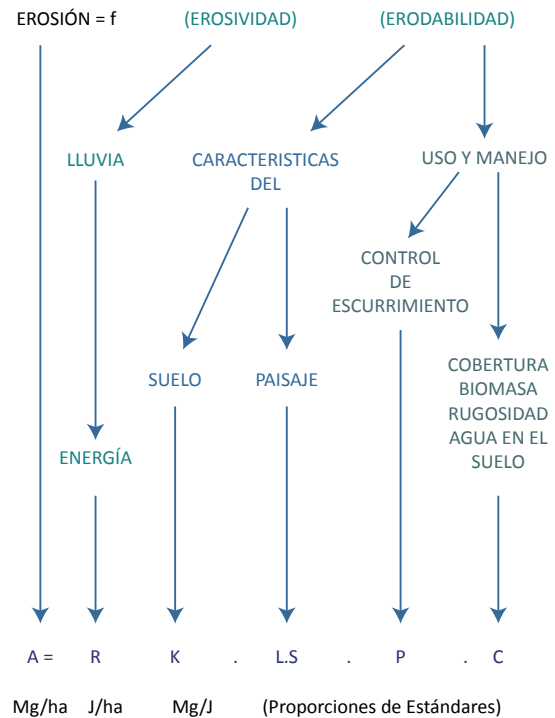 EROSIÓN = f (EROSIVIDAD) (ERODABILIDAD)
LLUVIA
CARACTERISTICAS
DEL
USO Y MANEJO
CONTROL
DE
ESCURRIMIENTO
SUELO
PAISAJE
COBERTURA
BIOMASA
RUGOSIDAD
AGUA EN EL
SUELO
ENERGÍA
A = R K . L.S . P . C
Mg/ha J/ha Mg/J (Proporciones de Estándares)